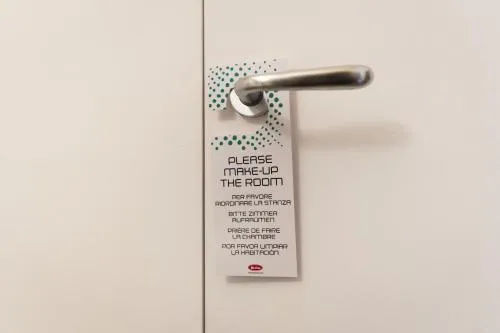 PLEASE
MAKE-UP
THE ROOM
PER FAVORE
RIORDINARE LA STANZA
BITTE ZIMMER
AUFRÄUMEN
PRIÈRE DE FAIRE
LA CHAMBRE
POR FAVOR LIMPIAR
LA HABITACIÓN